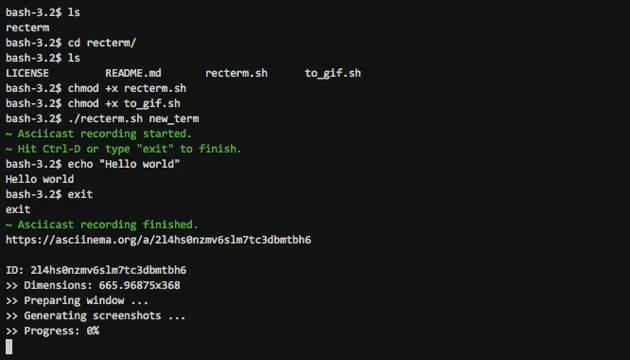 bash-3.2$ ls
recterm
bash-3.2$ cd recterm/
bash-3.2$ ls
LICENSE README.md recterm.sh to_gif.sh
bash-3.2$ chmod +x recterm.sh
bash-3.2$ chmod +x to_gif.sh
bash-3.2$ ./recterm.sh new_term
~ Asciicast recording started.
~ Hit Ctrl-D or type "exit" to finish.
bash-3.2$ echo "Hello world"
Hello world
bash-3.2$ exit
exit
~ Asciicast recording finished.
https://asciinema.org/a/2l4hs0nzmv6slm7tc3dbmtbh6
ID: 2l4hs0nzmv6slm7tc3dbmtbh6
>> Dimensions: 665.96875x368
>> Preparing window ...
>> Generating screenshots ...
>> Progress: 0%